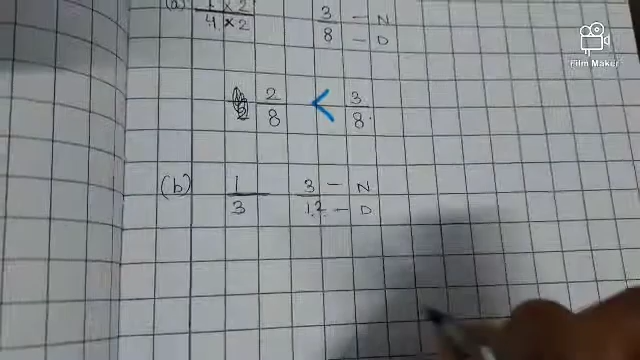 (a) 1 × 2 3 — N
4 × 2 8 — D
2 < 3
8 8.
(b) 1 3 — N
3 12 — D
Film Maker